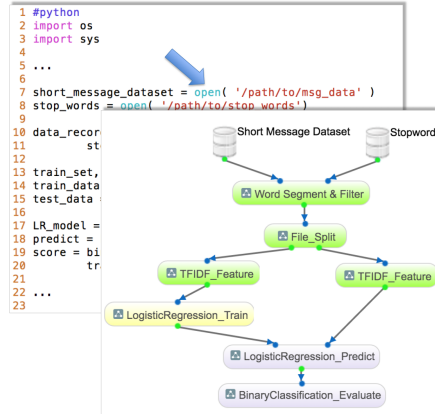 1 #python
2 import os
3 import sys
4
5 ...
6
7 short_message_dataset = open( '/path/to/msg_data' )
8 stop_words = open( '/path/to/stop_words')
9
10 data_recor
11 st
12
13 train_set,
14 train_data
15 test_data =
16
17 LR_model =
18 predict =
19 score = bi
20 tr
21
22 ...
23
Short Message Dataset
Stopword
Word Segment & Filter
File_Split
TFIDF_Feature
TFIDF_Feature
LogisticRegression_Train
LogisticRegression_Predict
BinaryClassification_Evaluate